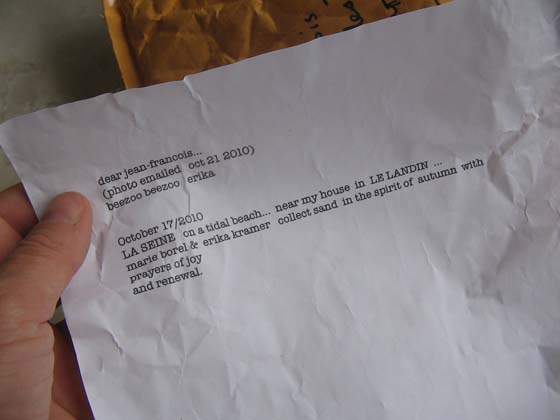 dear jean-francois...
(photo emailed oct 21 2010)
beezoo beezoo erika
October 17/2010
LA SEINE on a tidal beach... near my house in LE LANDIN ...
marie borel & erika kramer collect sand in the spirit of autumn with
prayers of joy
and renewal.